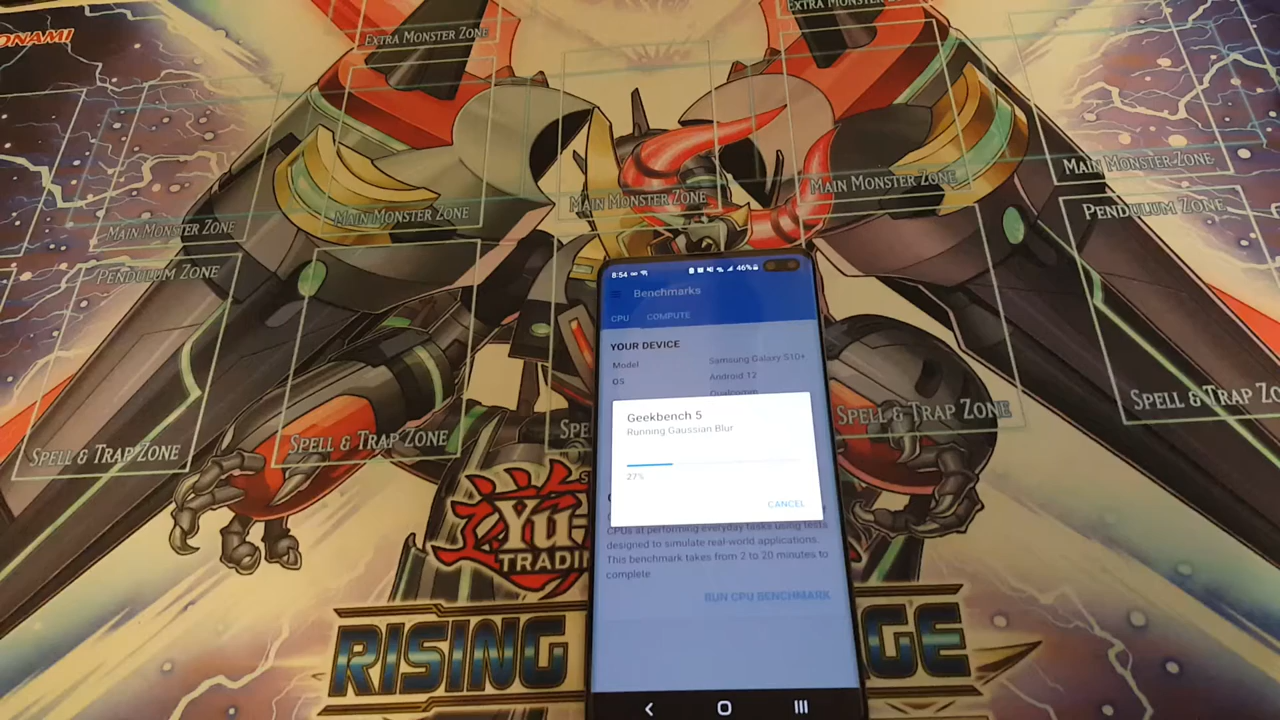 KONAMI
EXTRA MONSTER ZONE
EXTRA MONSTER ZONE
MAIN MONSTER ZONE
MAIN MONSTER ZONE
MAIN MONSTER ZONE
MAIN MONSTER ZONE
MAIN MONSTER ZONE
PENDULUM ZONE
PENDULUM ZONE
SPELL & TRAP ZONE
SPELL & TRAP ZONE
SPE
SPELL & TRAP ZONE
SPELL & TRAP ZONE
遊
Yu-
TRADIN
RISING
GE
8:54
46%
Benchmarks
CPU COMPUTE
YOUR DEVICE
Model Samsung Galaxy S10+
OS Android 12
Qualcomm
Geekbench 5
Running Gaussian Blur
27%
CANCEL
CPUs at performing everyday tasks using tests
designed to simulate real-world applications.
This benchmark takes from 2 to 20 minutes to
complete
RUN CPU BENCHMARK